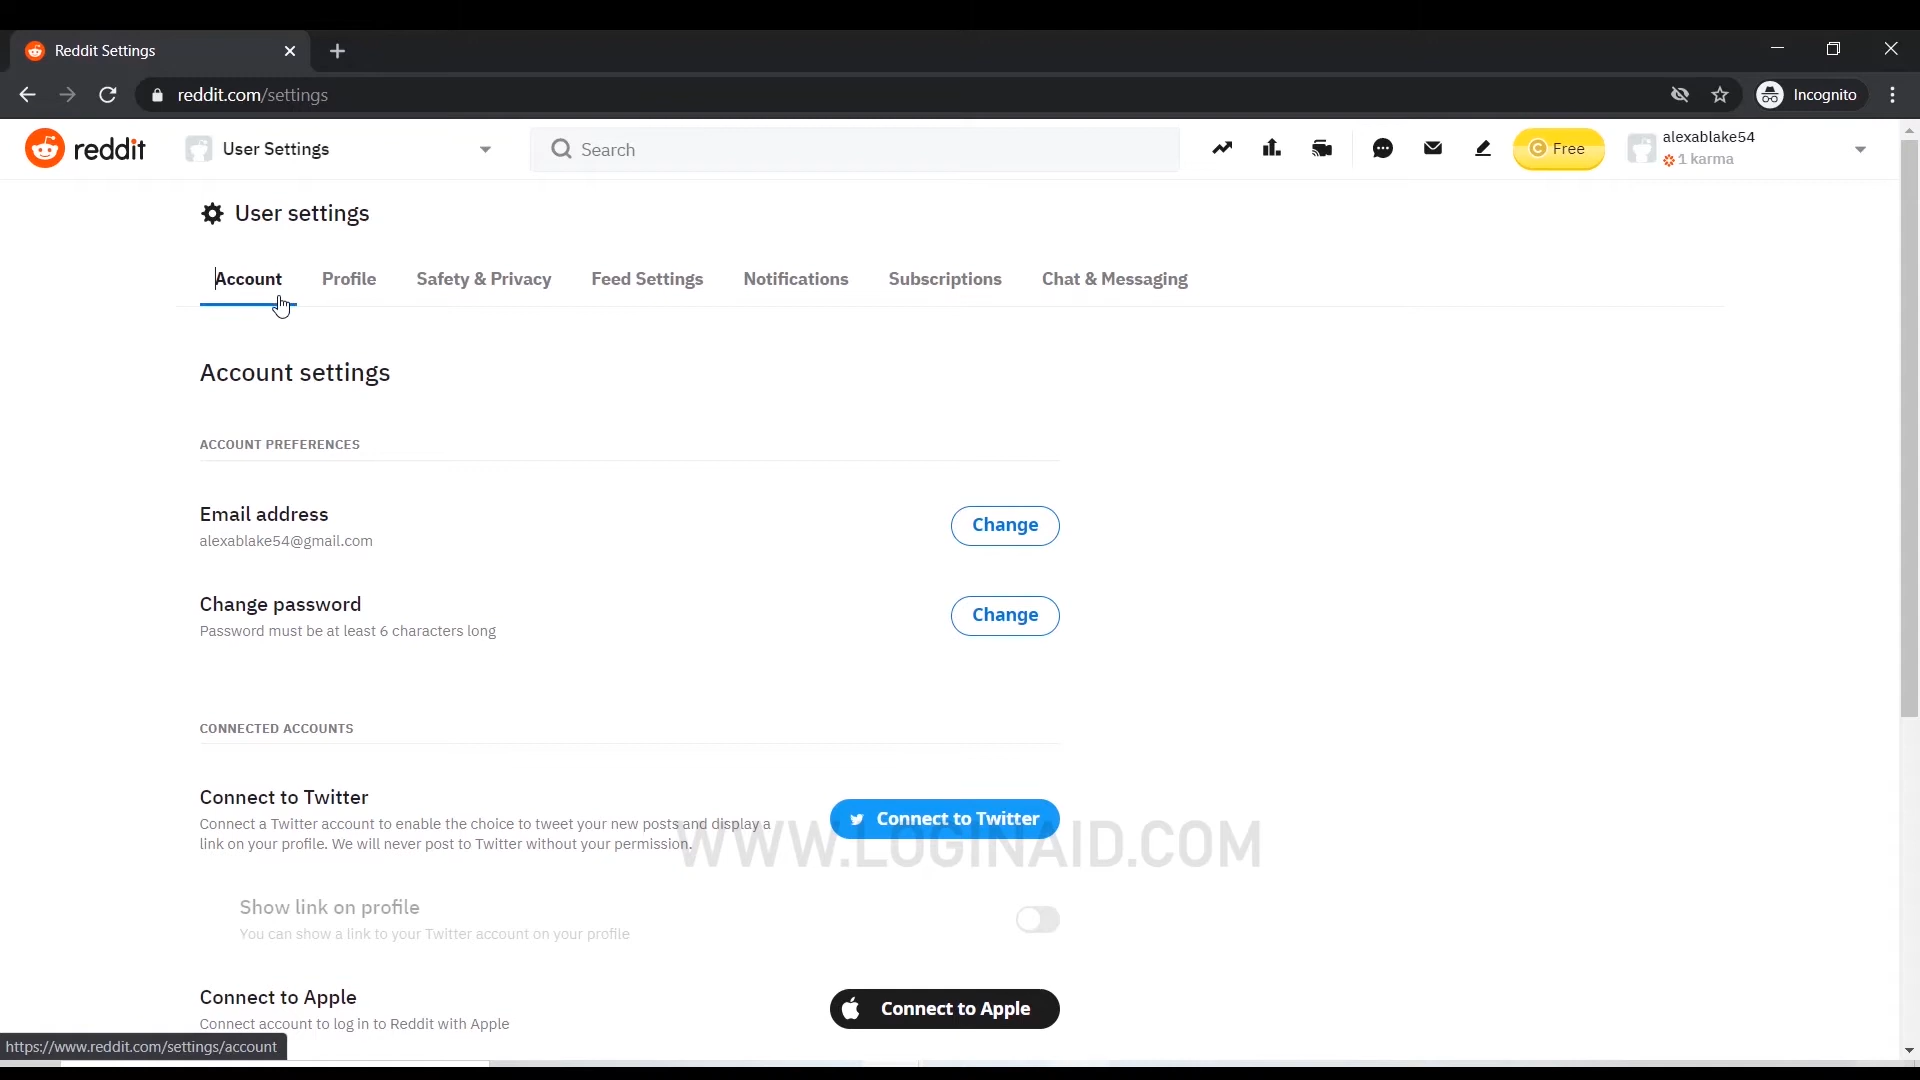 Reddit Settings
reddit.com/settings
Incognito
reddit
User Settings
Search
Free
alexablake54
1 karma
User settings
Account
Profile
Safety & Privacy
Feed Settings
Notifications
Subscriptions
Chat & Messaging
Account settings
ACCOUNT PREFERENCES
Email address
alexablake54@gmail.com
Change
Change password
Password must be at least 6 characters long
Change
CONNECTED ACCOUNTS
Connect to Twitter
Connect a Twitter account to enable the choice to tweet your new posts and display a
link on your profile. We will never post to Twitter without your permission.
Connect to Twitter
WWW.LOGINAID.COM
Show link on profile
You can show a link to your Twitter account on your profile
Connect to Apple
Connect account to log in to Reddit with Apple
Connect to Apple
https://www.reddit.com/settings/account